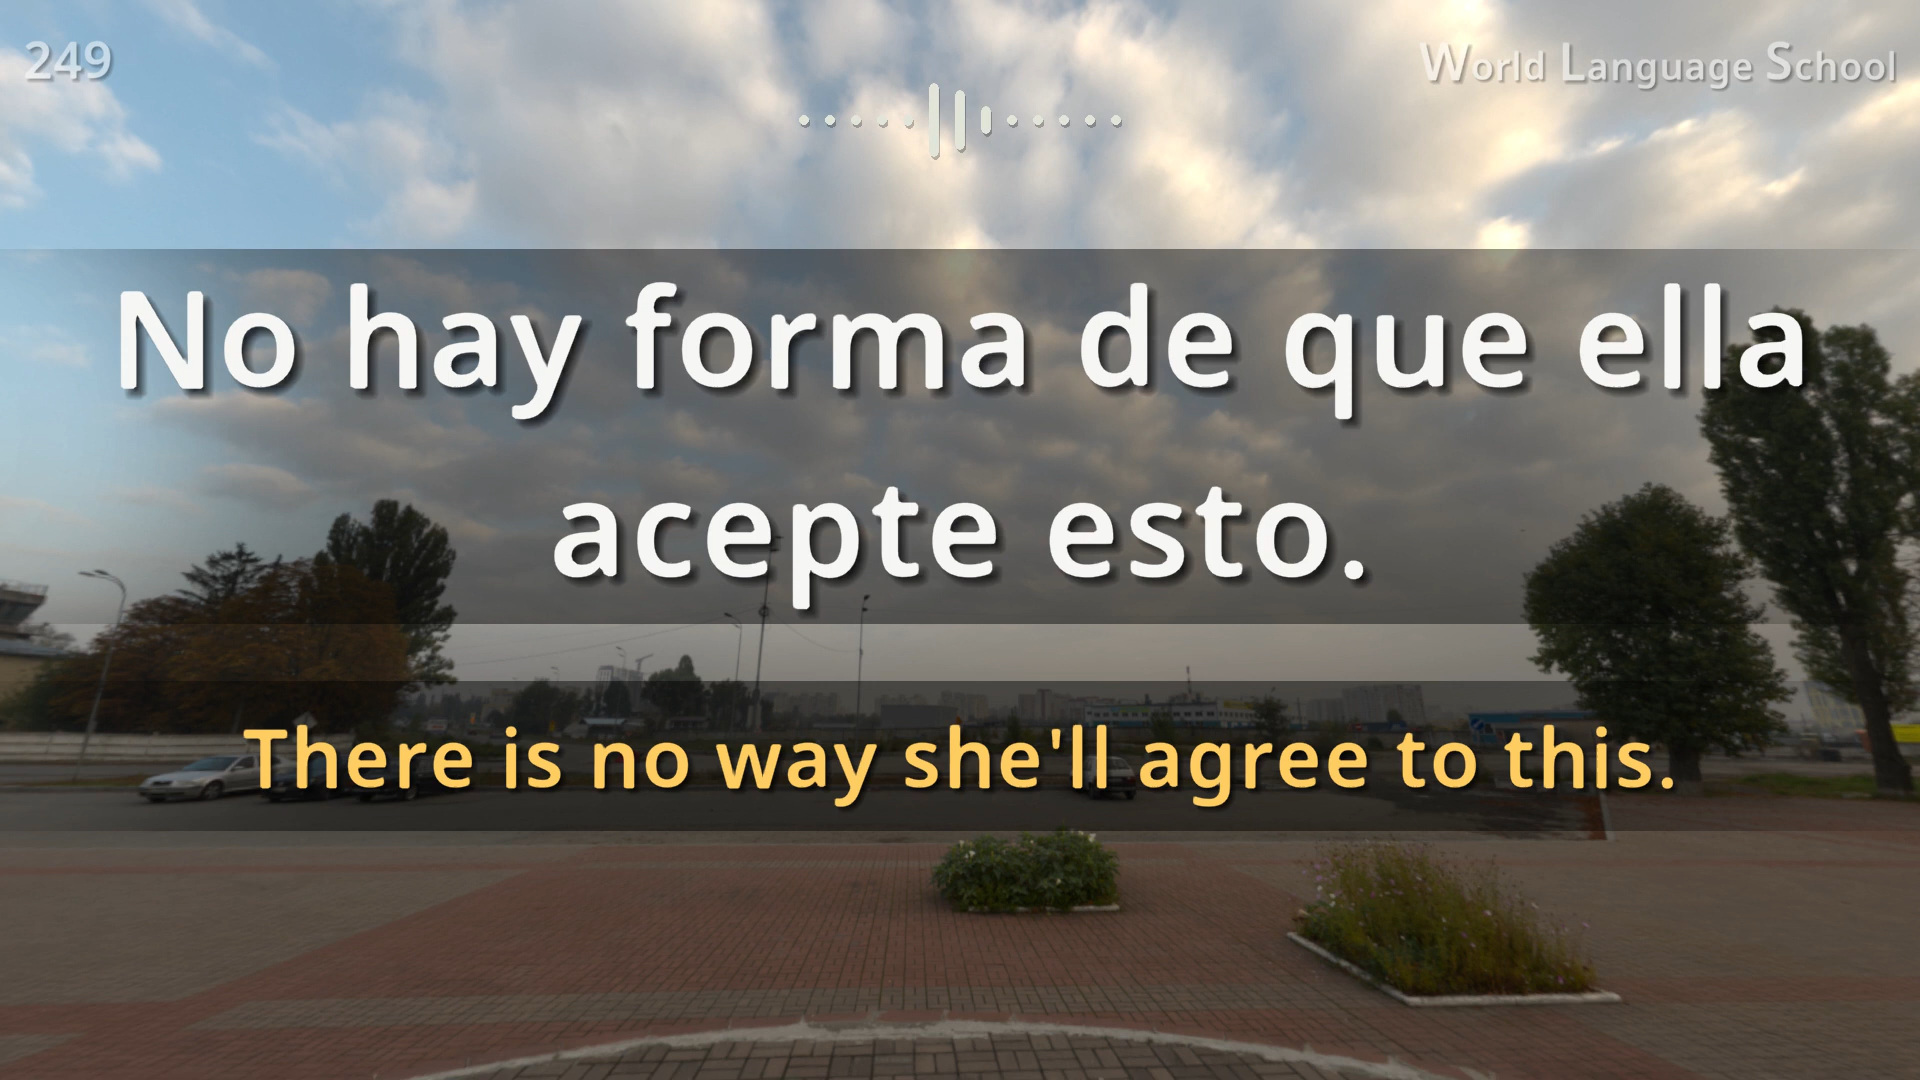 249
World Language School
No hay forma de que ella
acepte esto.
There is no way she'll agree to this.